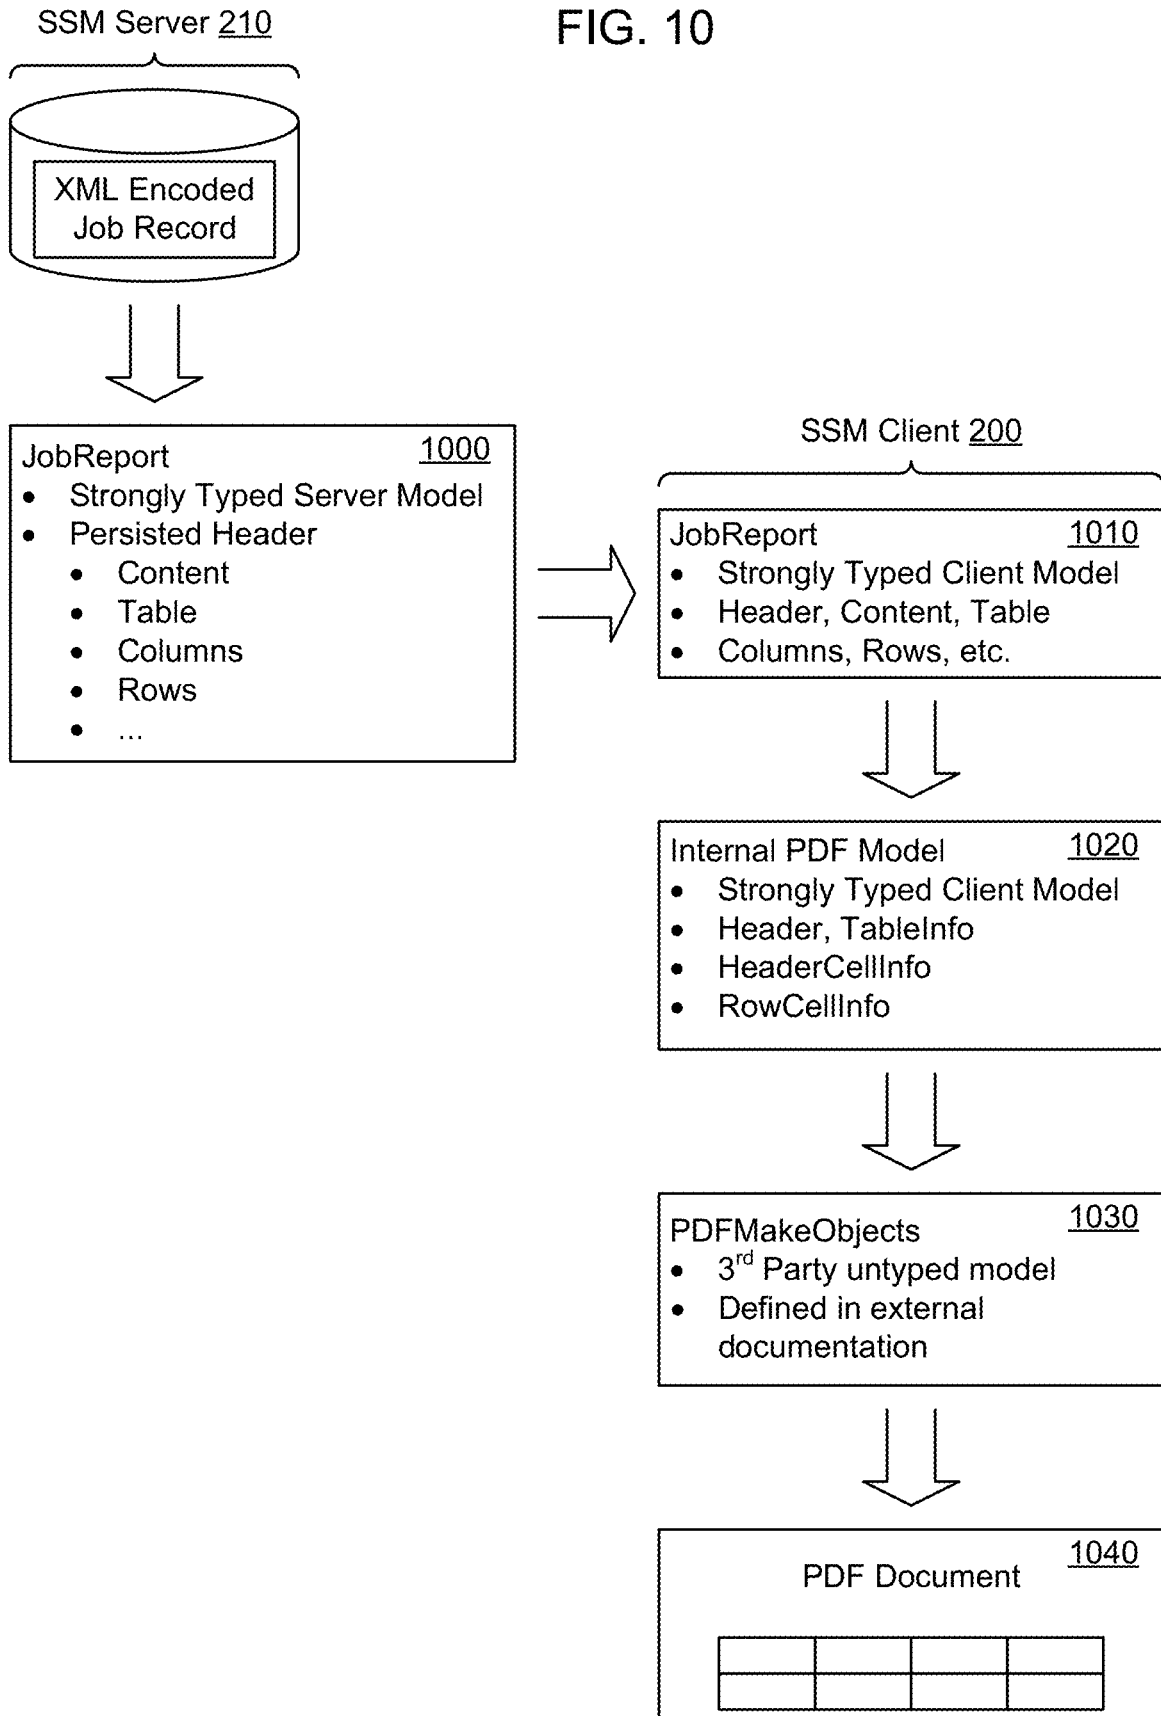 SSM Server 210
FIG. 10
XML Encoded
Job Record
JobReport 1000
• Strongly Typed Server Model
• Persisted Header
• Content
• Table
• Columns
• Rows
• ...
SSM Client 200
JobReport 1010
• Strongly Typed Client Model
• Header, Content, Table
• Columns, Rows, etc.
Internal PDF Model 1020
• Strongly Typed Client Model
• Header, TableInfo
• HeaderCellInfo
• RowCellInfo
PDFMakeObjects 1030
• 3rd Party untyped model
• Defined in external
documentation
1040
PDF Document